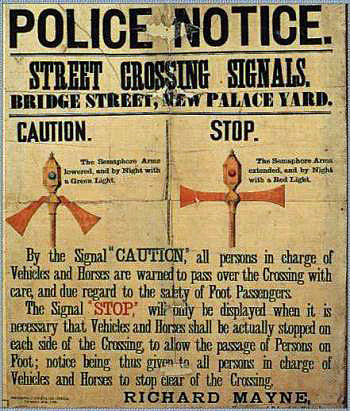 POLICE NOTICE.
STREET CROSSING SIGNALS.
BRIDGE STREET, NEW PALACE YARD.
CAUTION.
The Semaphore Arms
lowered, and by Night with
a Green Light.
STOP.
The Semaphore Arms
extended, and by Night
with a Red Light.
By the Signal "CAUTION," all persons in charge of
Vehicles and Horses are warned to pass over the Crossing with
care, and due regard to the safety of Foot Passengers.
The Signal "STOP," will only be displayed when it is
necessary that Vehicles and Horses shall be actually stopped on
each side of the Crossing, to allow the passage of Persons on
Foot; notice being thus given to all persons in charge of
Vehicles and Horses to stop clear of the Crossing.
RICHARD MAYNE,